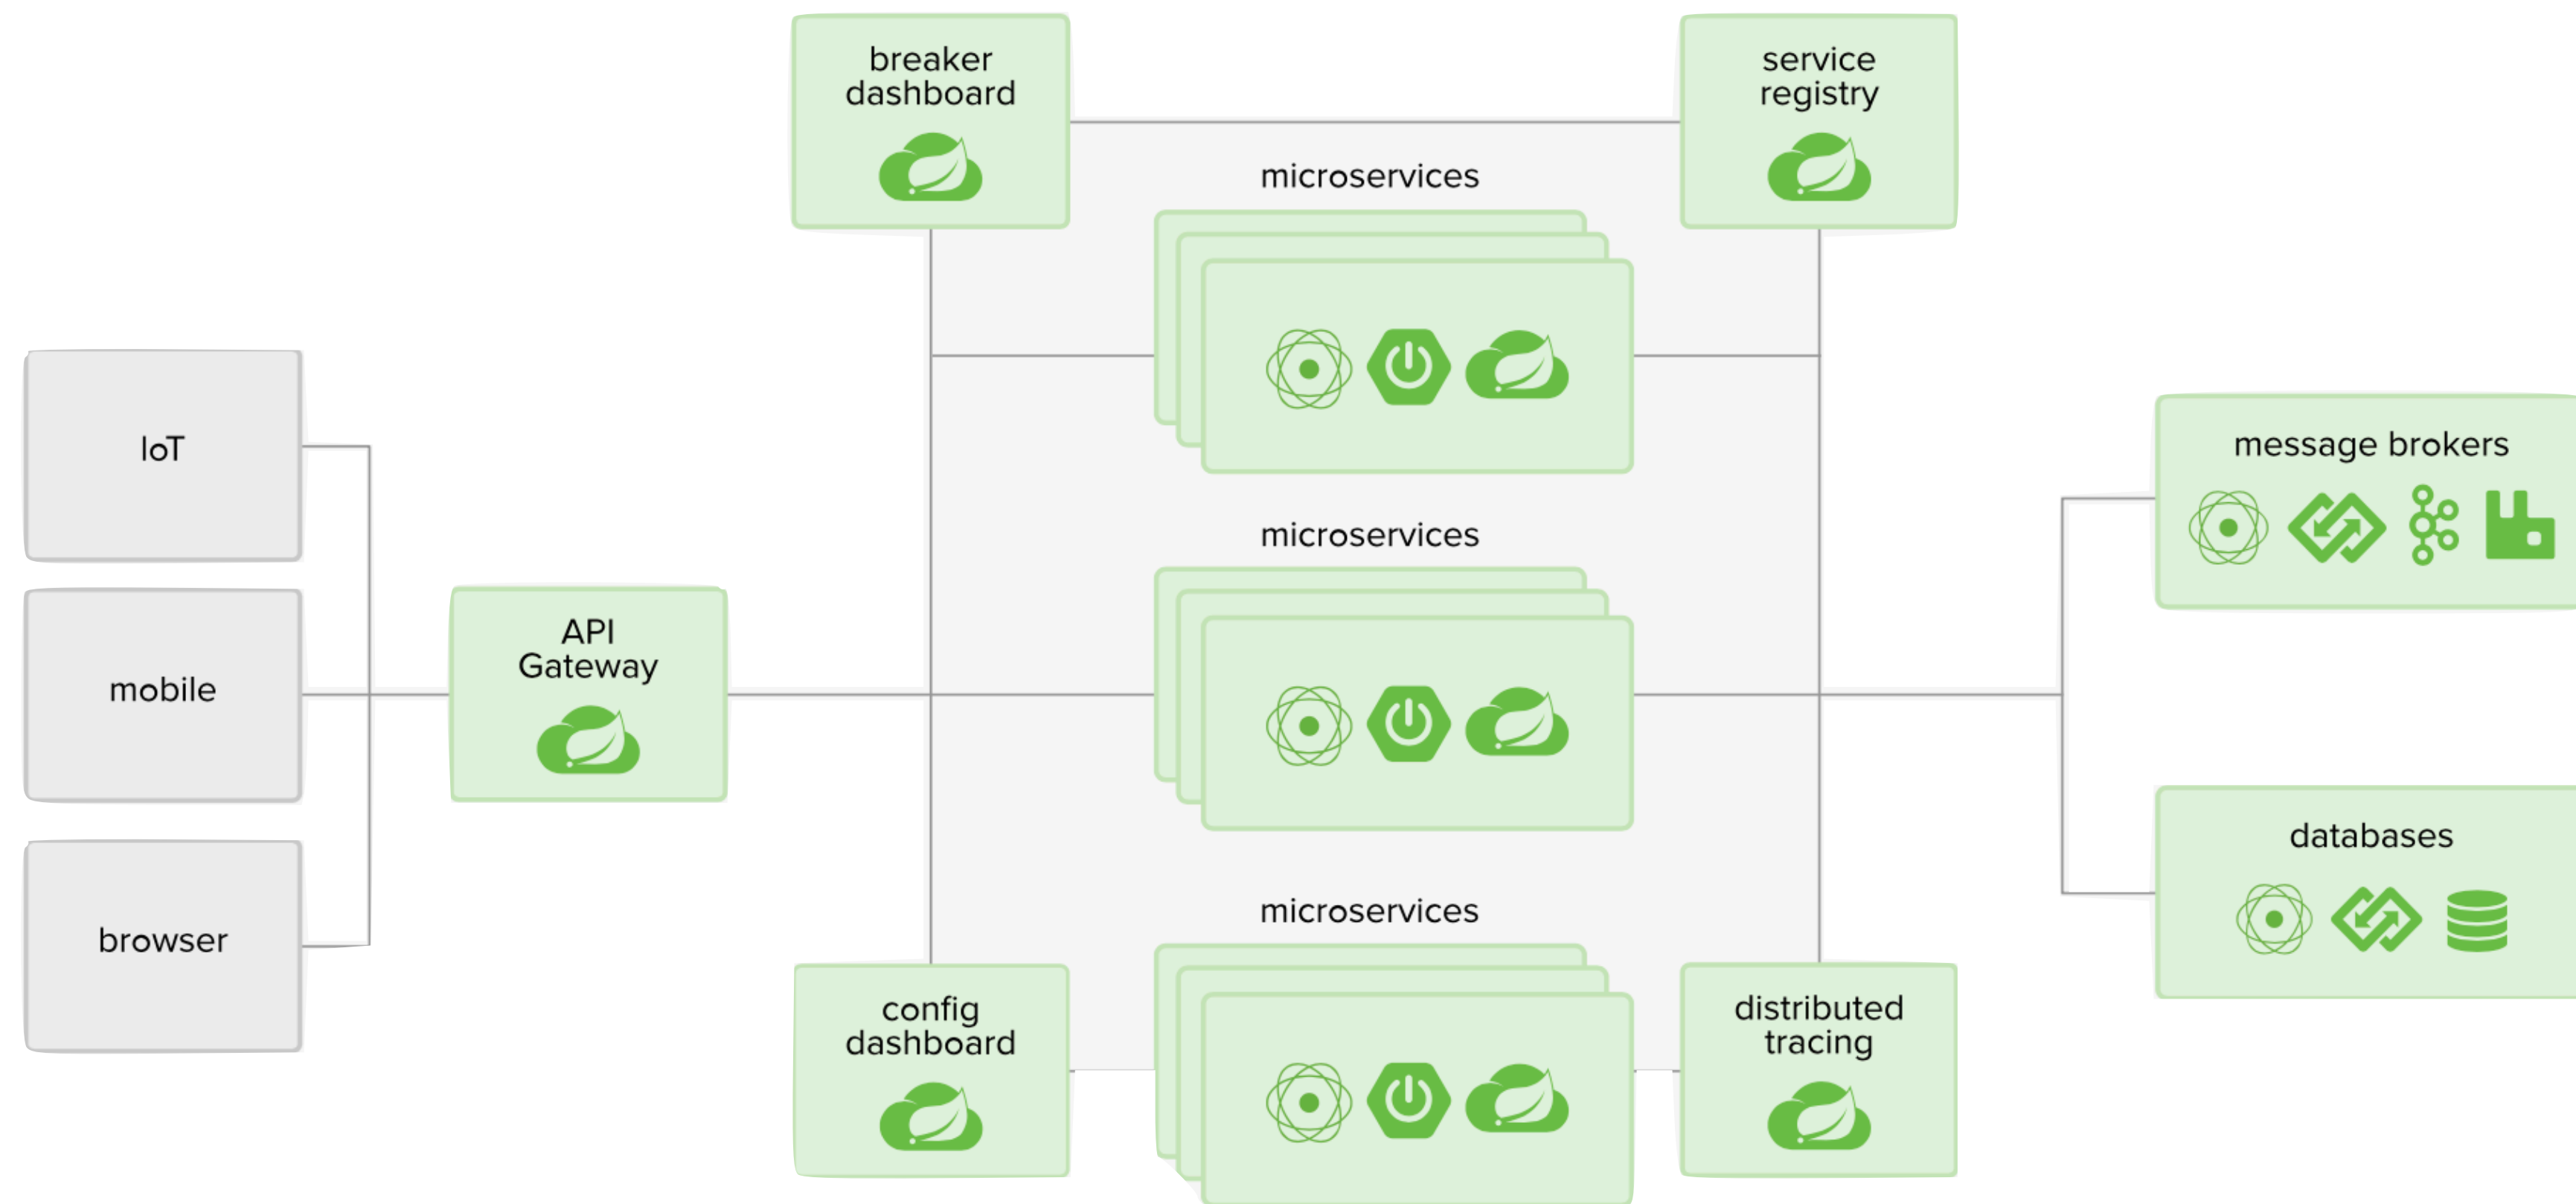 breaker
dashboard
service
registry
microservices
IoT
message brokers
microservices
API
Gateway
mobile
databases
microservices
browser
config
dashboard
distributed
tracing